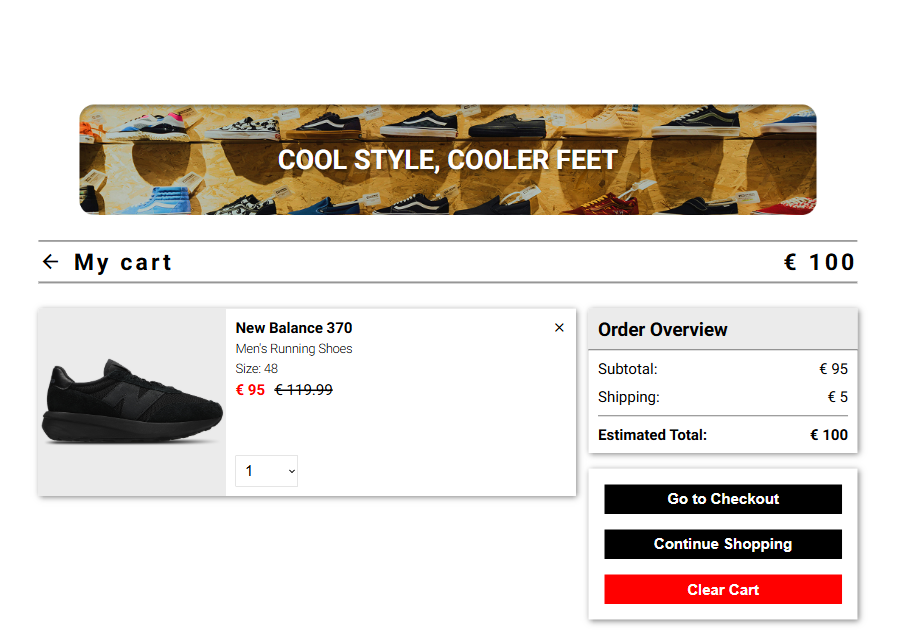 COOL STYLE, COOLER FEET
My cart
€ 100
New Balance 370
Men's Running Shoes
Size: 48
€ 95 € 119.99
1
Order Overview
Subtotal: € 95
Shipping: € 5
Estimated Total: € 100
Go to Checkout
Continue Shopping
Clear Cart